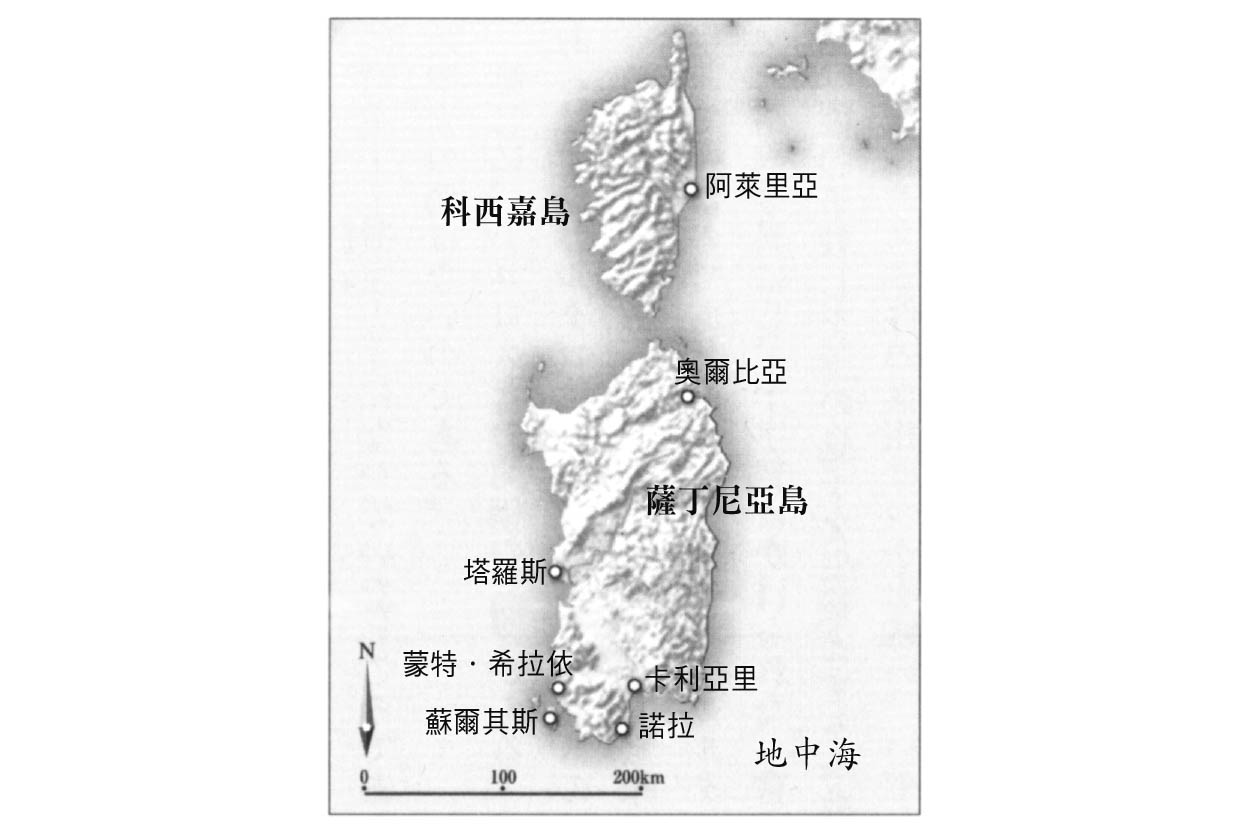 阿萊里亞
科西嘉島
奧爾比亞
薩丁尼亞島
塔羅斯
N
蒙特・希拉依
卡利亞里
蘇爾其斯
諾拉
地中海
0 100 200km